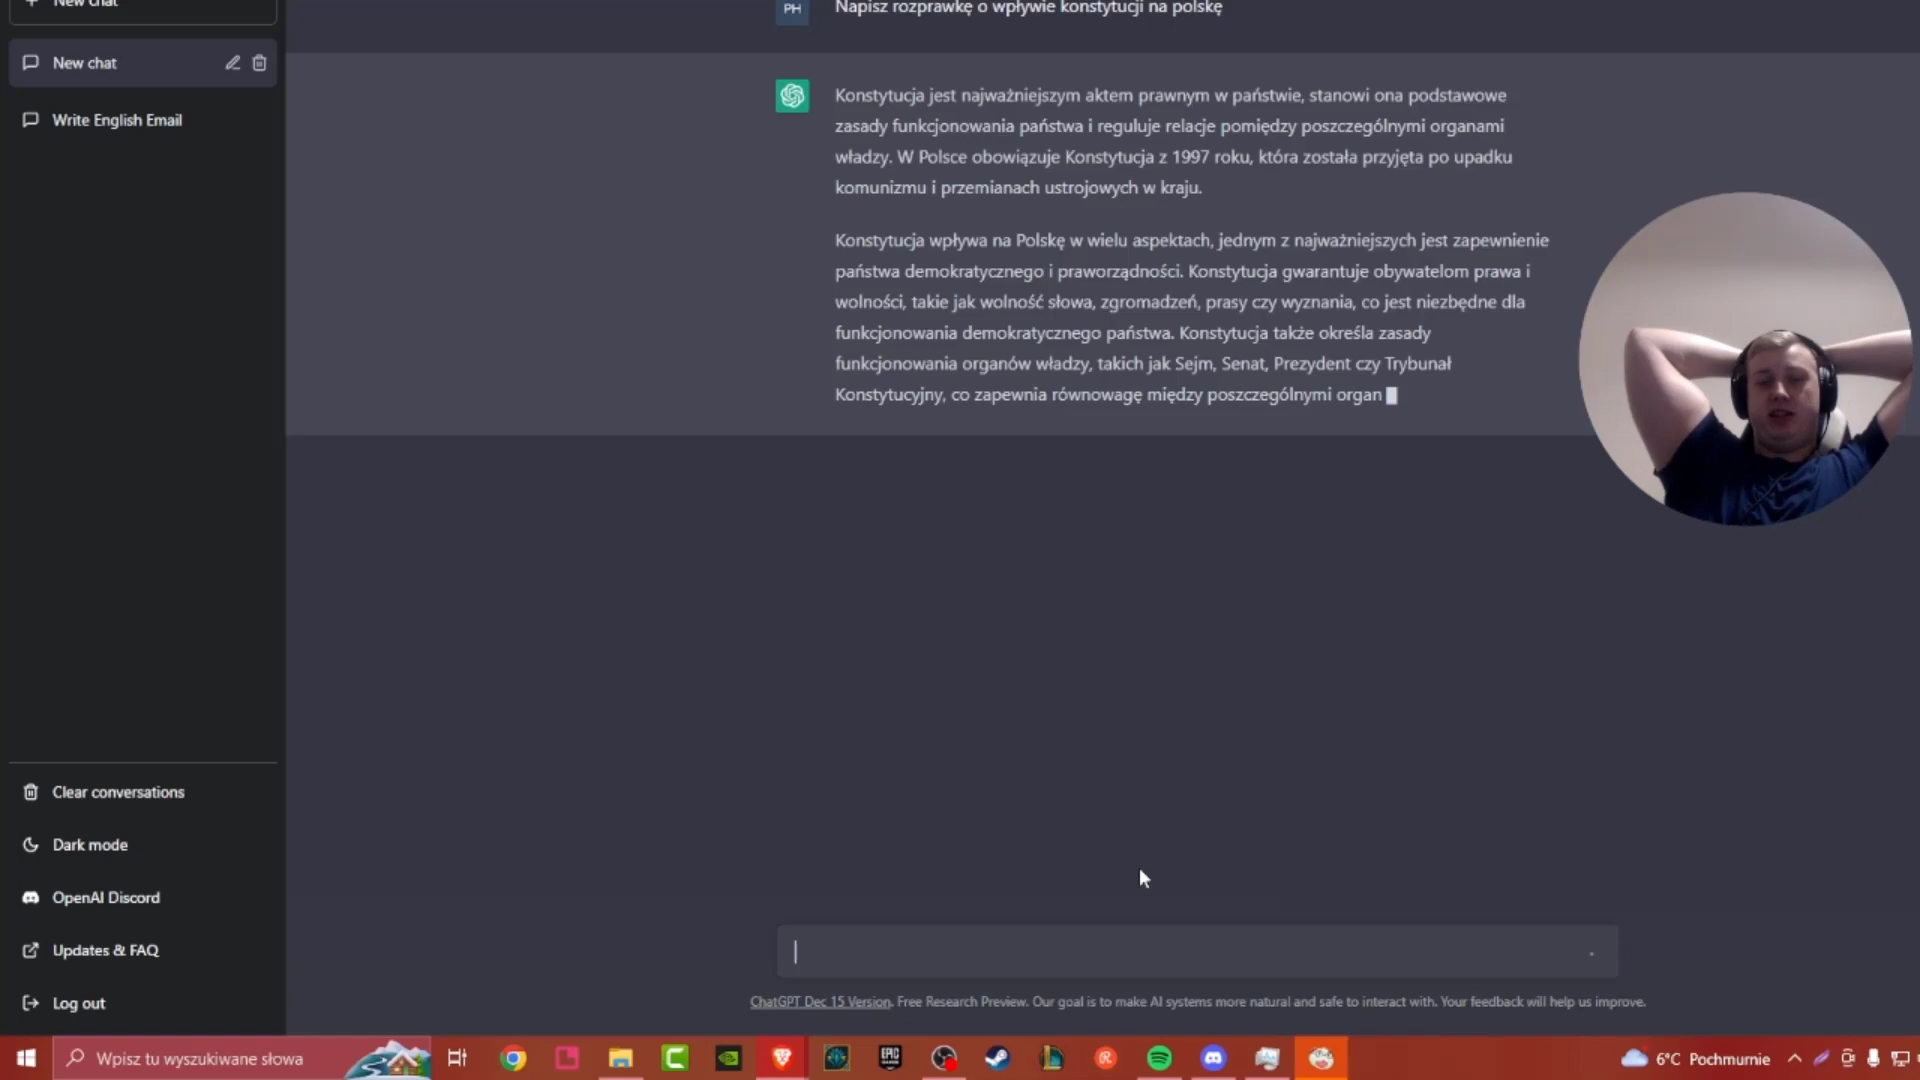 New chat
PH
Napisz rozprawkę o wpływie konstytucji na polskę
New chat
Write English Email
Konstytucja jest najważniejszym aktem prawnym w państwie, stanowi ona podstawowe
zasady funkcjonowania państwa i reguluje relacje pomiędzy poszczególnymi organami
władzy. W Polsce obowiązuje Konstytucja z 1997 roku, która została przyjęta po upadku
komunizmu i przemianach ustrojowych w kraju.
Konstytucja wpływa na Polskę w wielu aspektach, jednym z najważniejszych jest zapewnienie
państwa demokratycznego i praworządności. Konstytucja gwarantuje obywatelom prawa i
wolności, takie jak wolność słowa, zgromadzeń, prasy czy wyznania, co jest niezbędne dla
funkcjonowania demokratycznego państwa. Konstytucja także określa zasady
funkcjonowania organów władzy, takich jak Sejm, Senat, Prezydent czy Trybunał
Konstytucyjny, co zapewnia równowagę między poszczególnymi organ
Clear conversations
Dark mode
OpenAI Discord
Updates & FAQ
Log out
ChatGPT Dec 15 Version. Free Research Preview. Our goal is to make AI systems more natural and safe to interact with. Your feedback will help us improve.
Wpisz tu wyszukiwane słowa
EPIC
6°C Pochmurnie